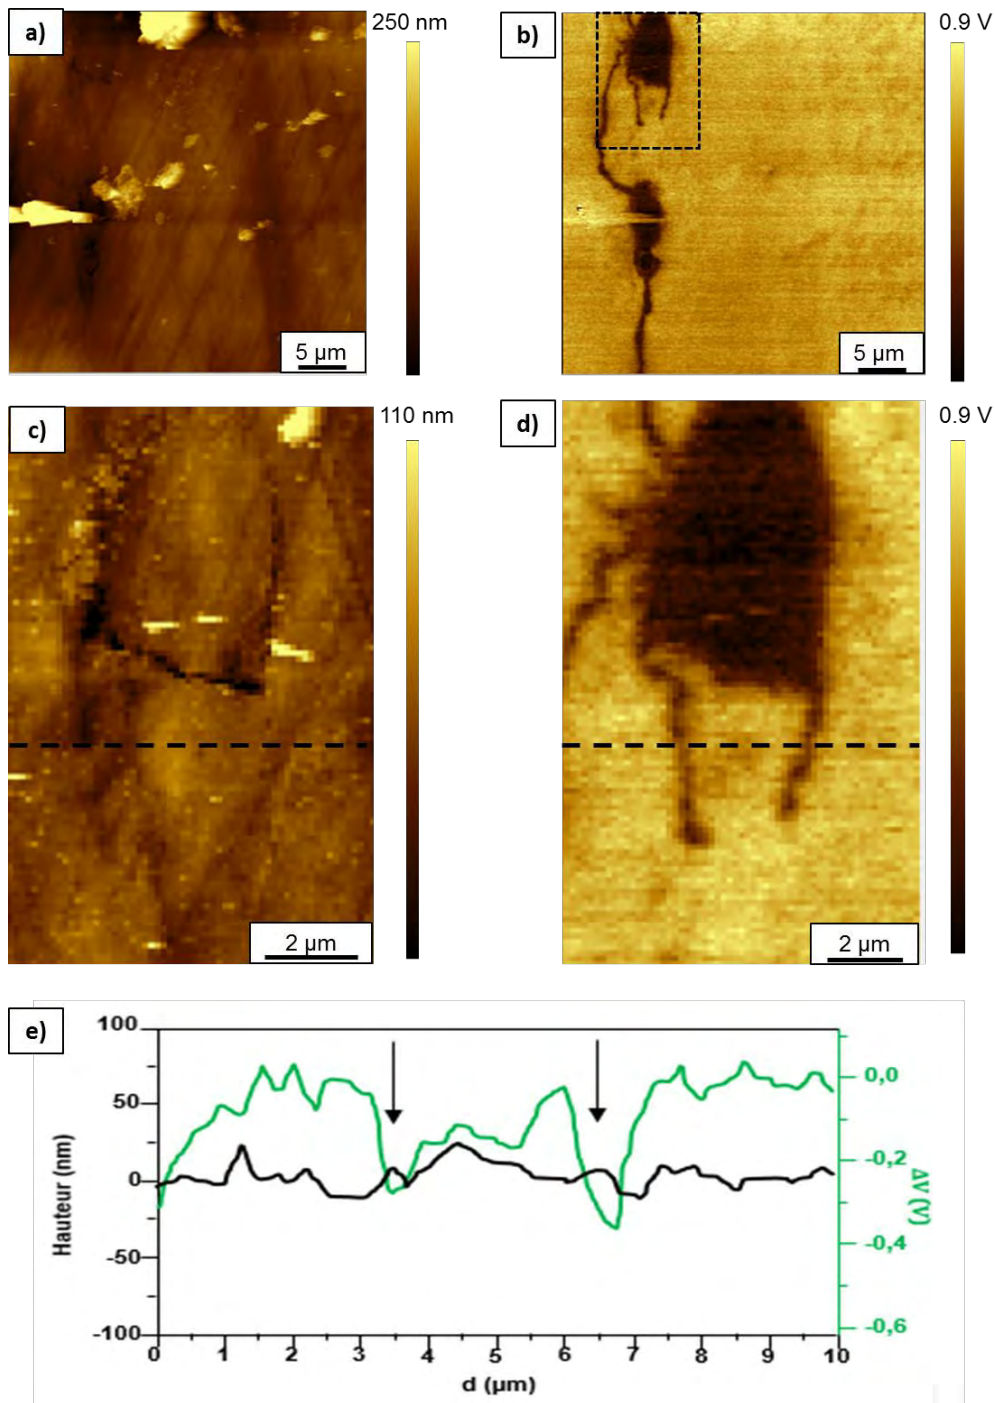 a)
250 nm
5 µm
b)
0.9 V
5 µm
c)
110 nm
2 µm
d)
0.9 V
2 µm
e)
100
50
0
-50
-100
Hauteur (nm)
0,0
-0,2
-0,4
-0,6
ΔV (V)
0 1 2 3 4 5 6 7 8 9 10
d (µm)